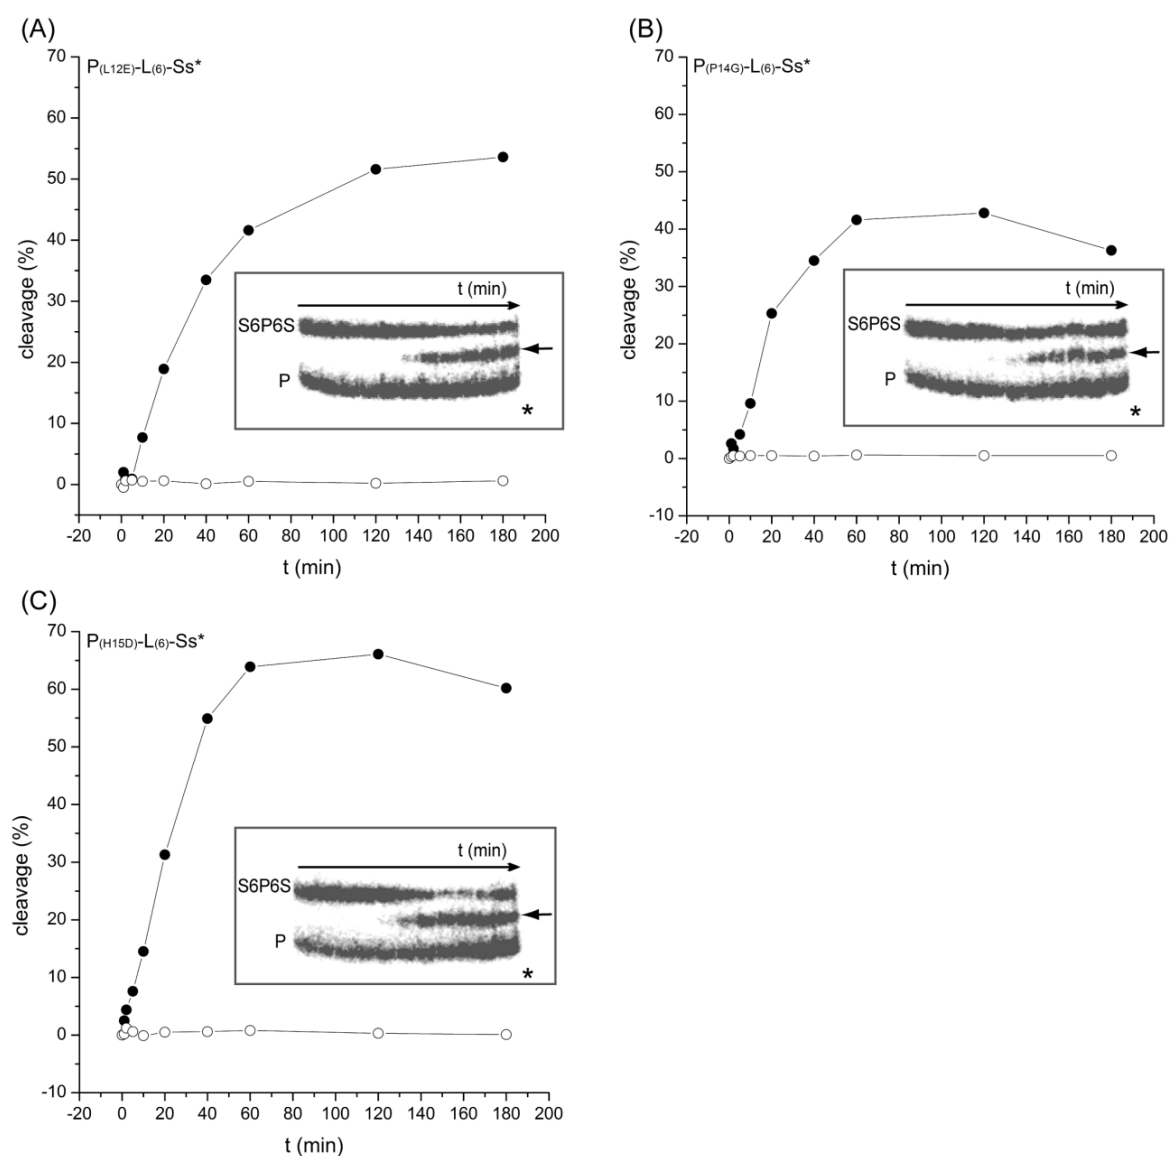 (A)
P(L12E)-L(6)-Ss*
70
60
50
40
30
20
10
0
cleavage (%)
t (min)
S6P6S
P
*
-20 0 20 40 60 80 100 120 140 160 180 200
t (min)
(B)
P(P14G)-L(6)-Ss*
70
60
50
40
30
20
10
0
-10
cleavage (%)
t (min)
S6P6S
P
*
-20 0 20 40 60 80 100 120 140 160 180 200
t (min)
(C)
P(H15D)-L(6)-Ss*
70
60
50
40
30
20
10
0
-10
cleavage (%)
t (min)
S6P6S
P
*
-20 0 20 40 60 80 100 120 140 160 180 200
t (min)